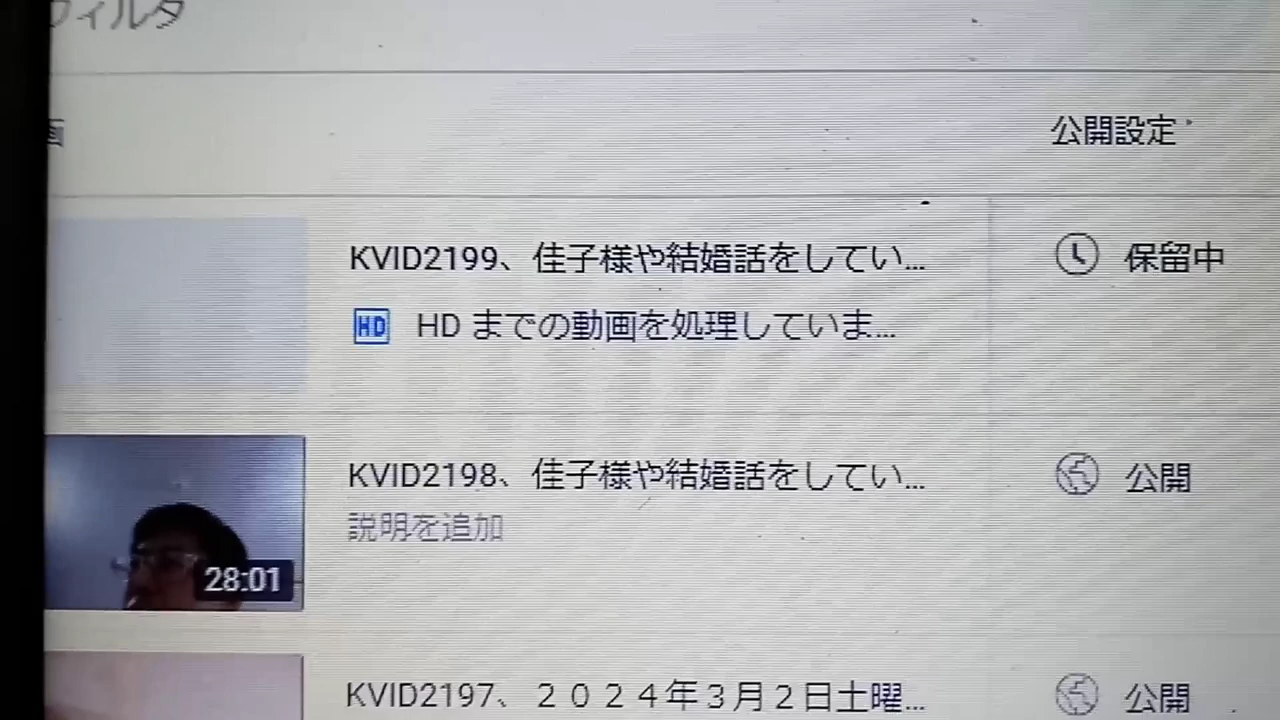 フィルタ
画
公開設定
KVID2199、佳子様や結婚話をしてい...
保留中
HD HD までの動画を処理していま...
KVID2198、佳子様や結婚話をしてい...
公開
説明を追加
28:01
KVID2197、２０２４年３月２日土曜...
公開